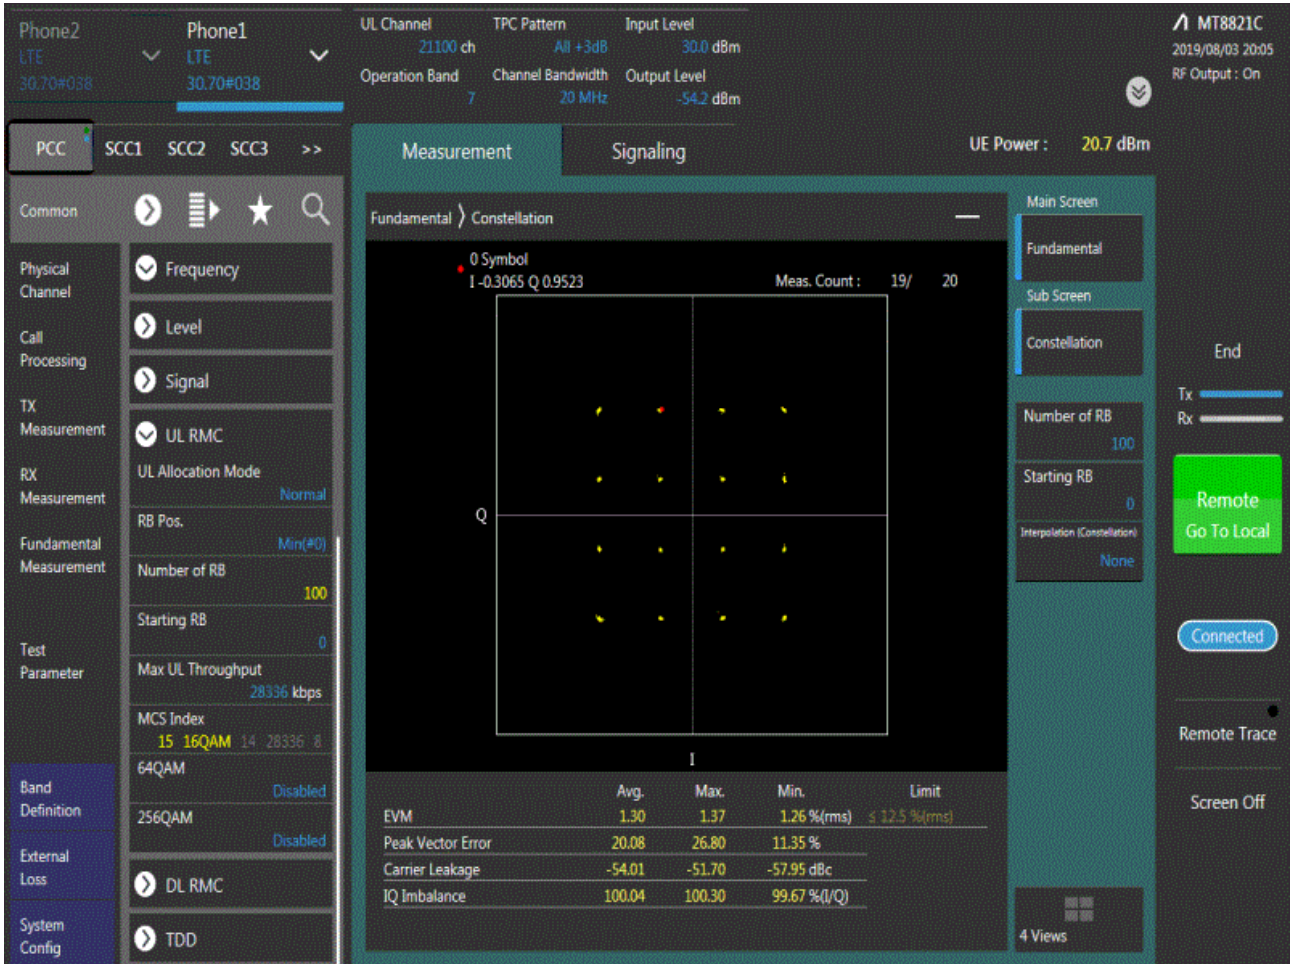 Phone2
LTE
30.70#038
Phone1
LTE
30.70#038
UL Channel
21100 ch
TPC Pattern
All +3dB
Input Level
30.0 dBm
Operation Band
7
Channel Bandwidth
20 MHz
Output Level
-54.2 dBm
MT8821C
2019/08/03 20:05
RF Output : On
PCC SCC1 SCC2 SCC3 >>
Measurement
Signaling
UE Power : 20.7 dBm
Common
Physical
Channel
Call
Processing
TX
Measurement
RX
Measurement
Fundamental
Measurement
Test
Parameter
Band
Definition
External
Loss
System
Config
Frequency
Level
Signal
UL RMC
UL Allocation Mode
Normal
RB Pos.
Min(#0)
Number of RB
100
Starting RB
0
Max UL Throughput
28336 kbps
MCS Index
15 16QAM 14 28336 8
64QAM
Disabled
256QAM
Disabled
DL RMC
TDD
Fundamental 〉 Constellation
0 Symbol
I -0.3065 Q 0.9523
Meas. Count : 19/ 20
Q
I
Avg. Max. Min. Limit
EVM 1.30 1.37 1.26 %(rms) ≤ 12.5 %(rms)
Peak Vector Error 20.08 26.80 11.35 %
Carrier Leakage -54.01 -51.70 -57.95 dBc
IQ Imbalance 100.04 100.30 99.67 %(I/Q)
Main Screen
Fundamental
Sub Screen
Constellation
Number of RB
100
Starting RB
0
Interpolation (Constellation)
None
4 Views
End
Tx
Rx
Remote
Go To Local
Connected
Remote Trace
Screen Off